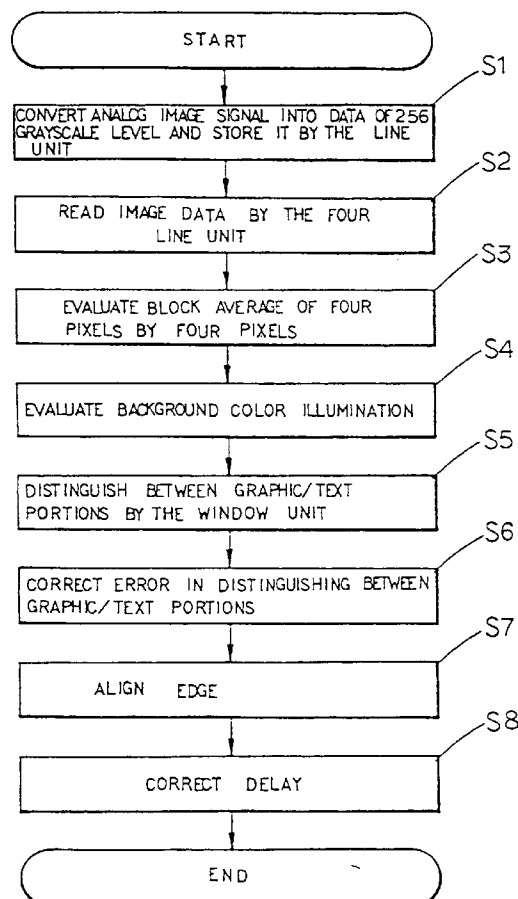 START
S1
CONVERT ANALOG IMAGE SIGNAL INTO DATA OF 256
GRAYSCALE LEVEL AND STORE IT BY THE LINE
UNIT
S2
READ IMAGE DATA BY THE FOUR
LINE UNIT
S3
EVALUATE BLOCK AVERAGE OF FOUR
PIXELS BY FOUR PIXELS
S4
EVALUATE BACKGROUND COLOR ILLUMINATION
S5
DISTINGUISH BETWEEN GRAPHIC/TEXT
PORTIONS BY THE WINDOW UNIT
S6
CORRECT ERROR IN DISTINGUISHING BETWEEN
GRAPHIC/TEXT PORTIONS
S7
ALIGN EDGE
S8
CORRECT DELAY
END